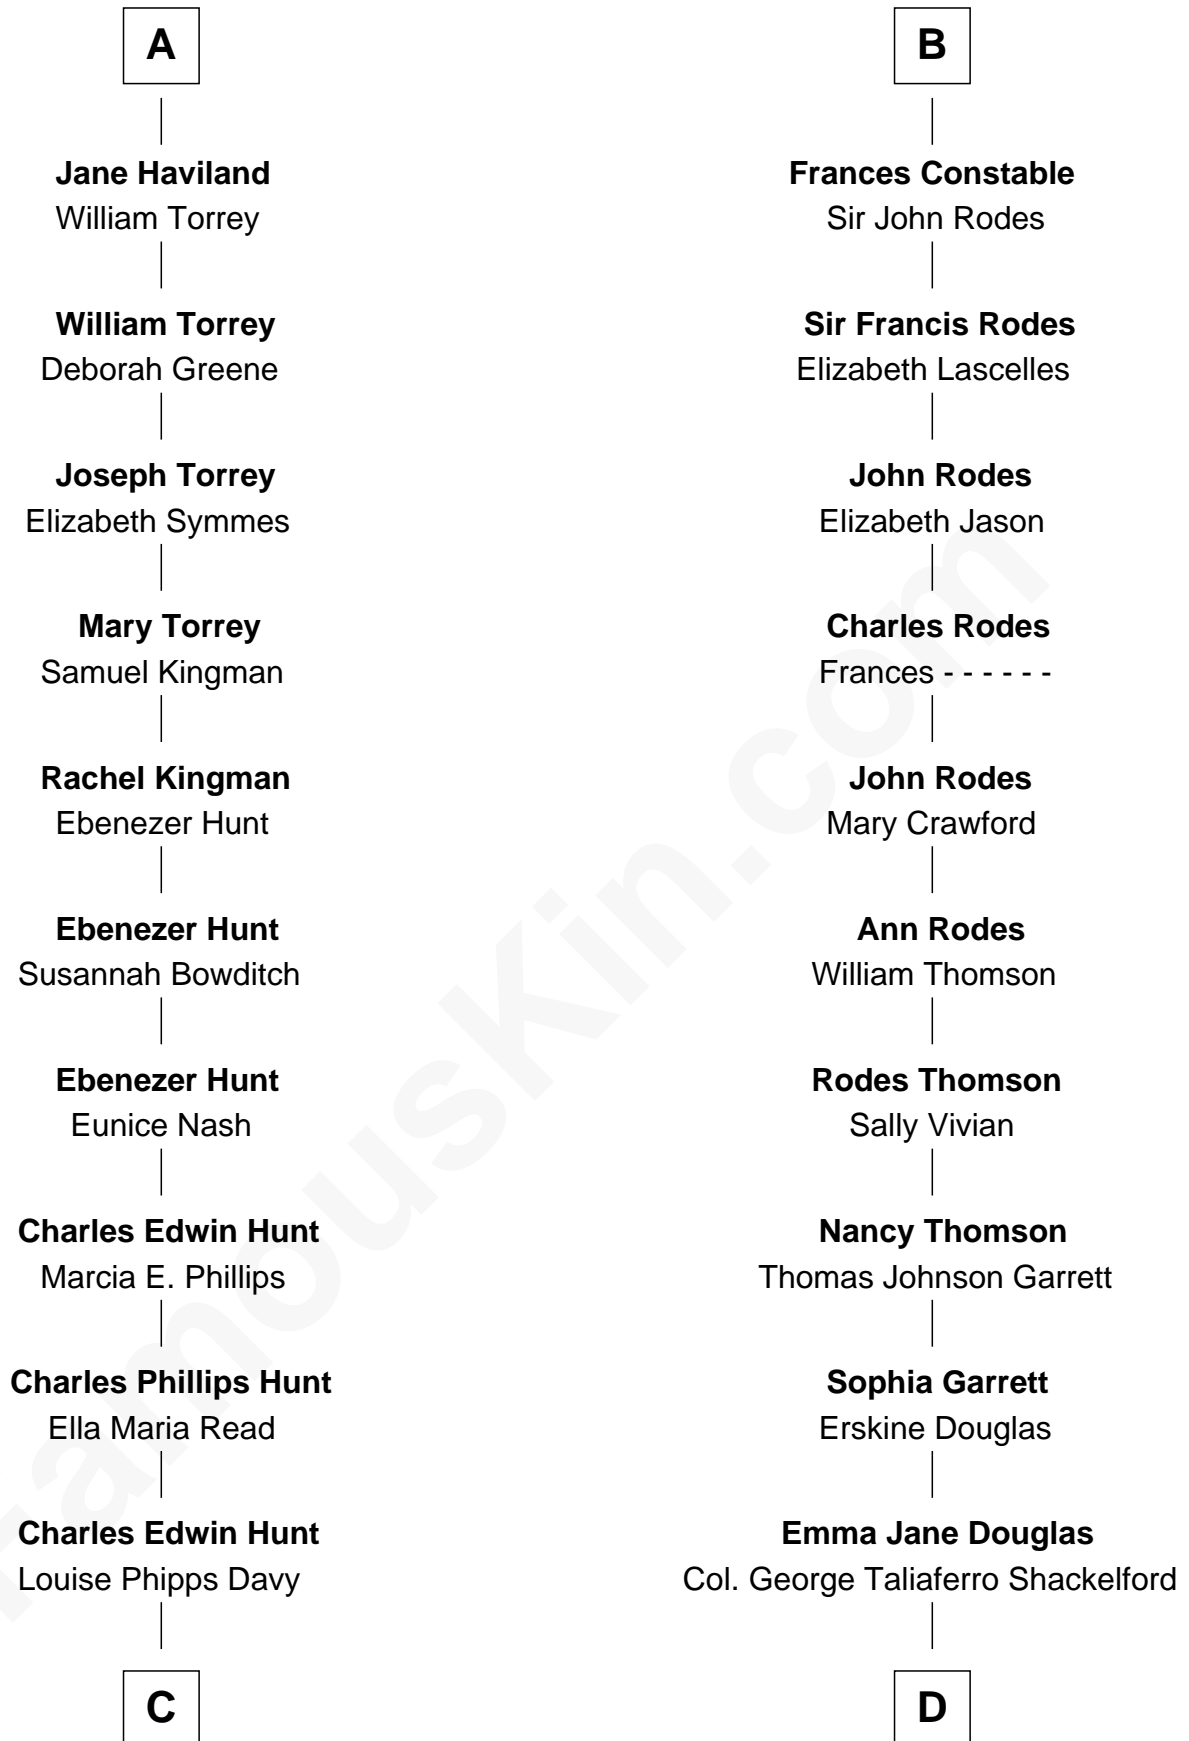 A
Jane Haviland
William Torrey
William Torrey
Deborah Greene
Joseph Torrey
Elizabeth Symmes
Mary Torrey
Samuel Kingman
Rachel Kingman
Ebenezer Hunt
Ebenezer Hunt
Susannah Bowditch
Ebenezer Hunt
Eunice Nash
Charles Edwin Hunt
Marcia E. Phillips
Charles Phillips Hunt
Ella Maria Read
Charles Edwin Hunt
Louise Phipps Davy
C
B
Frances Constable
Sir John Rodes
Sir Francis Rodes
Elizabeth Lascelles
John Rodes
Elizabeth Jason
Charles Rodes
Frances - - - - - -
John Rodes
Mary Crawford
Ann Rodes
William Thomson
Rodes Thomson
Sally Vivian
Nancy Thomson
Thomas Johnson Garrett
Sophia Garrett
Erskine Douglas
Emma Jane Douglas
Col. George Taliaferro Shackelford
D
FamousKin.com